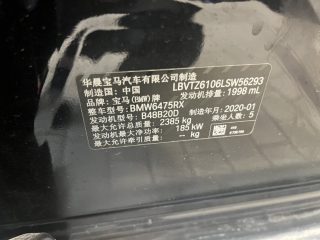 华晨宝马汽车有限公司制造
制造国：中国 LBVTZ6106LSW56293
品牌：宝马(BMW)牌 发动机排量：1998 mL
整车型号：BMW6475RX
发动机型号：B48B20D 制造年月：2020-01
最大允许总质量：2385 kg 乘坐人数：5
发动机最大净功率：185 kW
最大允许牵引质量：-- kg